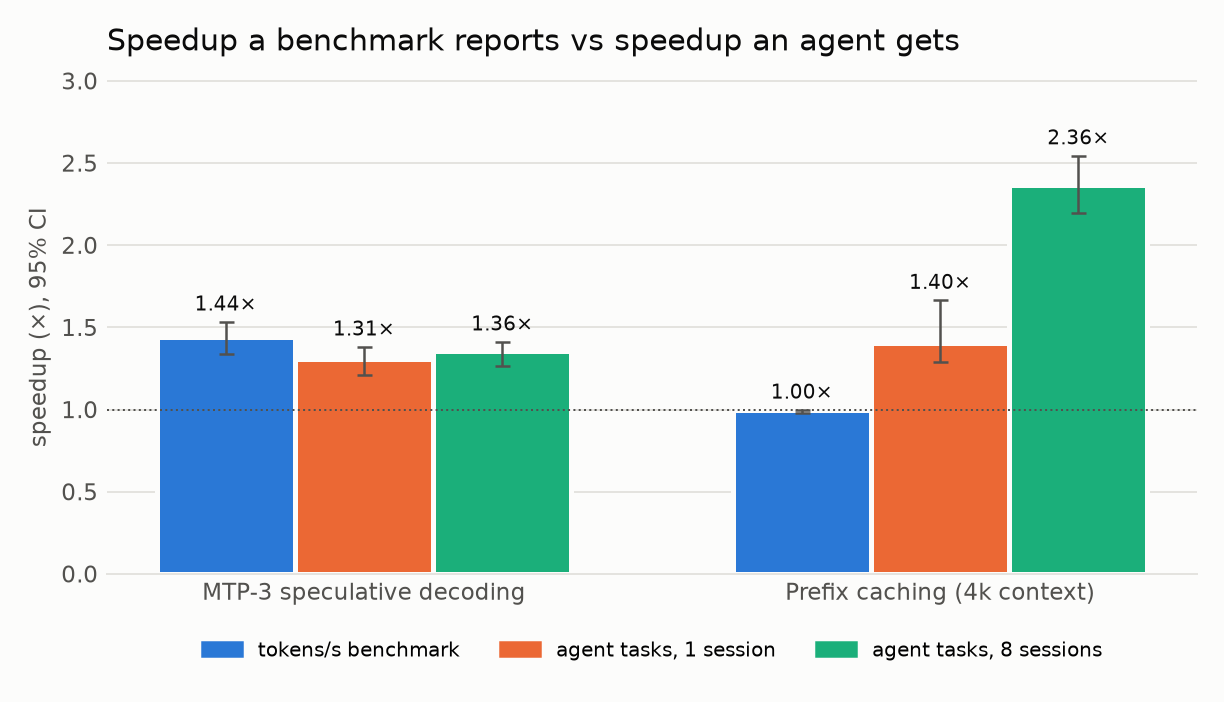 Speedup a benchmark reports vs speedup an agent gets
speedup (×), 95% CI
3.0
2.5
2.0
1.5
1.0
0.5
0.0
1.44×
1.31×
1.36×
1.00×
1.40×
2.36×
MTP-3 speculative decoding
Prefix caching (4k context)
tokens/s benchmark
agent tasks, 1 session
agent tasks, 8 sessions